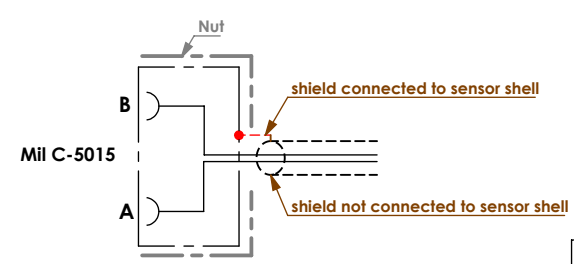 Nut
shield connected to sensor shell
B
Mil C-5015
A
shield not connected to sensor shell